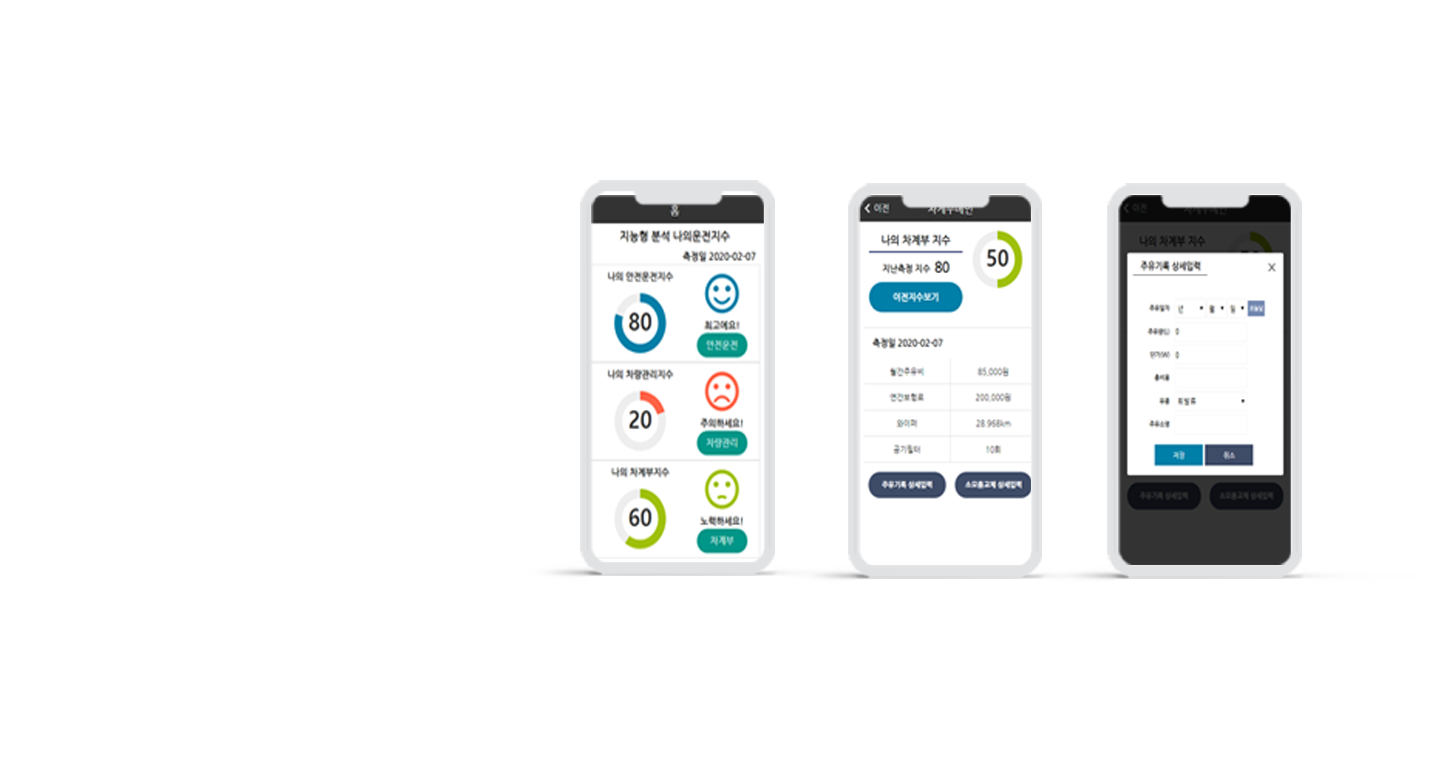 홈
지능형 분석 나의운전지수
측정일 2020-02-07
나의 안전운전지수
80
최고에요!
안전운전
나의 차량관리지수
20
주의하세요!
차량관리
나의 차계부지수
60
노력하세요!
차계부
이전
차계부메인
나의 차계부 지수
지난측정 지수 80
50
이전지수보기
측정일 2020-02-07
월간주유비 85,000원
연간보험료 200,000원
와이퍼 28.968km
공기필터 10회
주유기록 상세입력 소모품교체 상세입력
이전
차계부메인
나의 차계부 지수
주유기록 상세입력 X
주유일자 년 월 일
주유량(L) 0
단가(W) 0
총비용
유종 휘발류
주유소명
저장 취소
주유기록 상세입력 소모품교체 상세입력